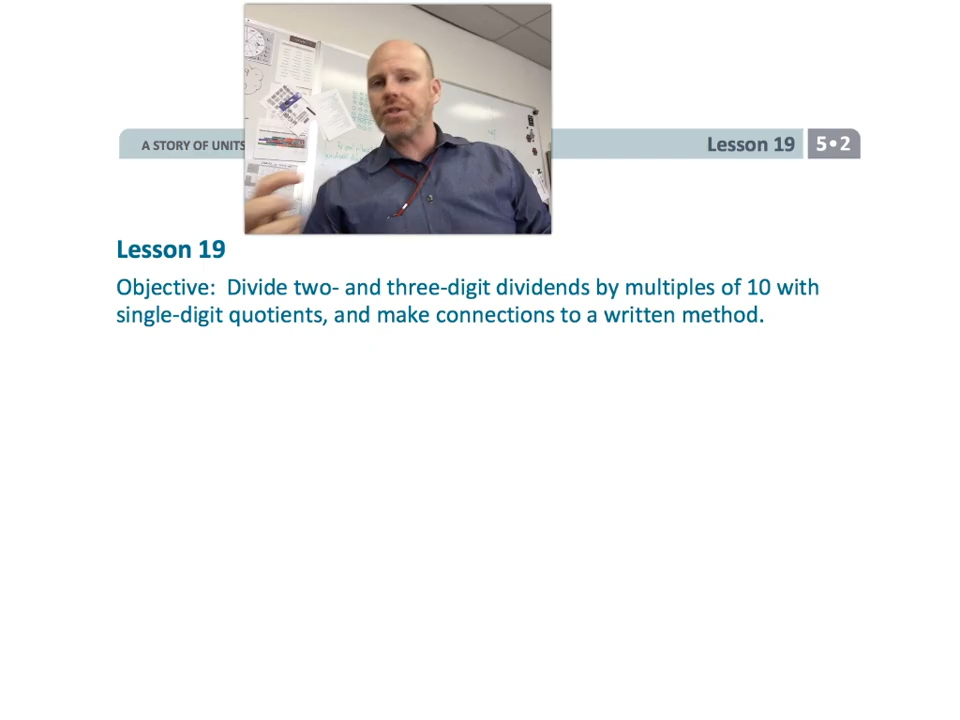 A STORY OF UNITS
Lesson 19 5•2
Lesson 19
Objective:  Divide two- and three-digit dividends by multiples of 10 with
single-digit quotients, and make connections to a written method.